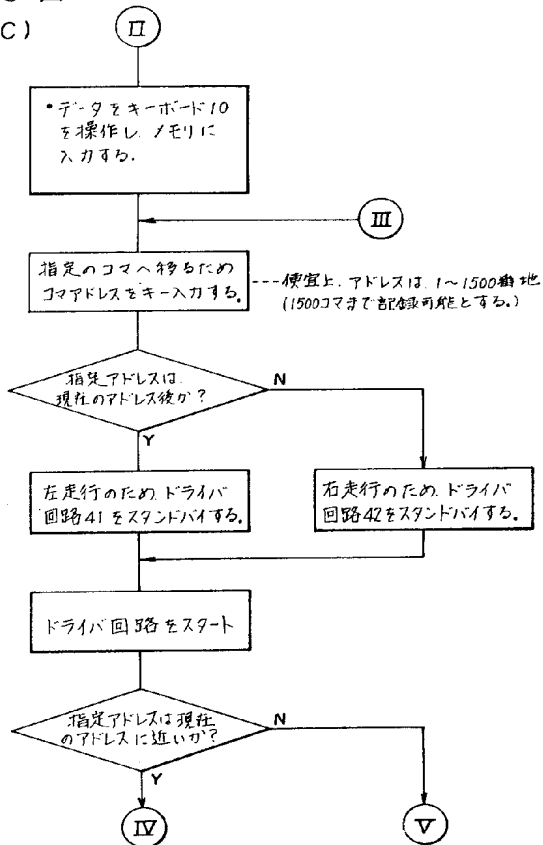 C)
II
・データをキーボード10
を操作し、メモリに
入力する.
III
指定のコマへ移るため
コマアドレスをキー入力する.
便宜上、アドレスは、1〜1500番地
(1500コマまで記録可能とする。)
指定アドレスは、
現在のアドレス後か?
N
Y
左走行のため、ドライバ
回路41をスタンドバイする.
右走行のため、ドライバ
回路42をスタンドバイする.
ドライバ回路をスタート
指定アドレスは現在
のアドレスに近いか?
N
Y
IV
V